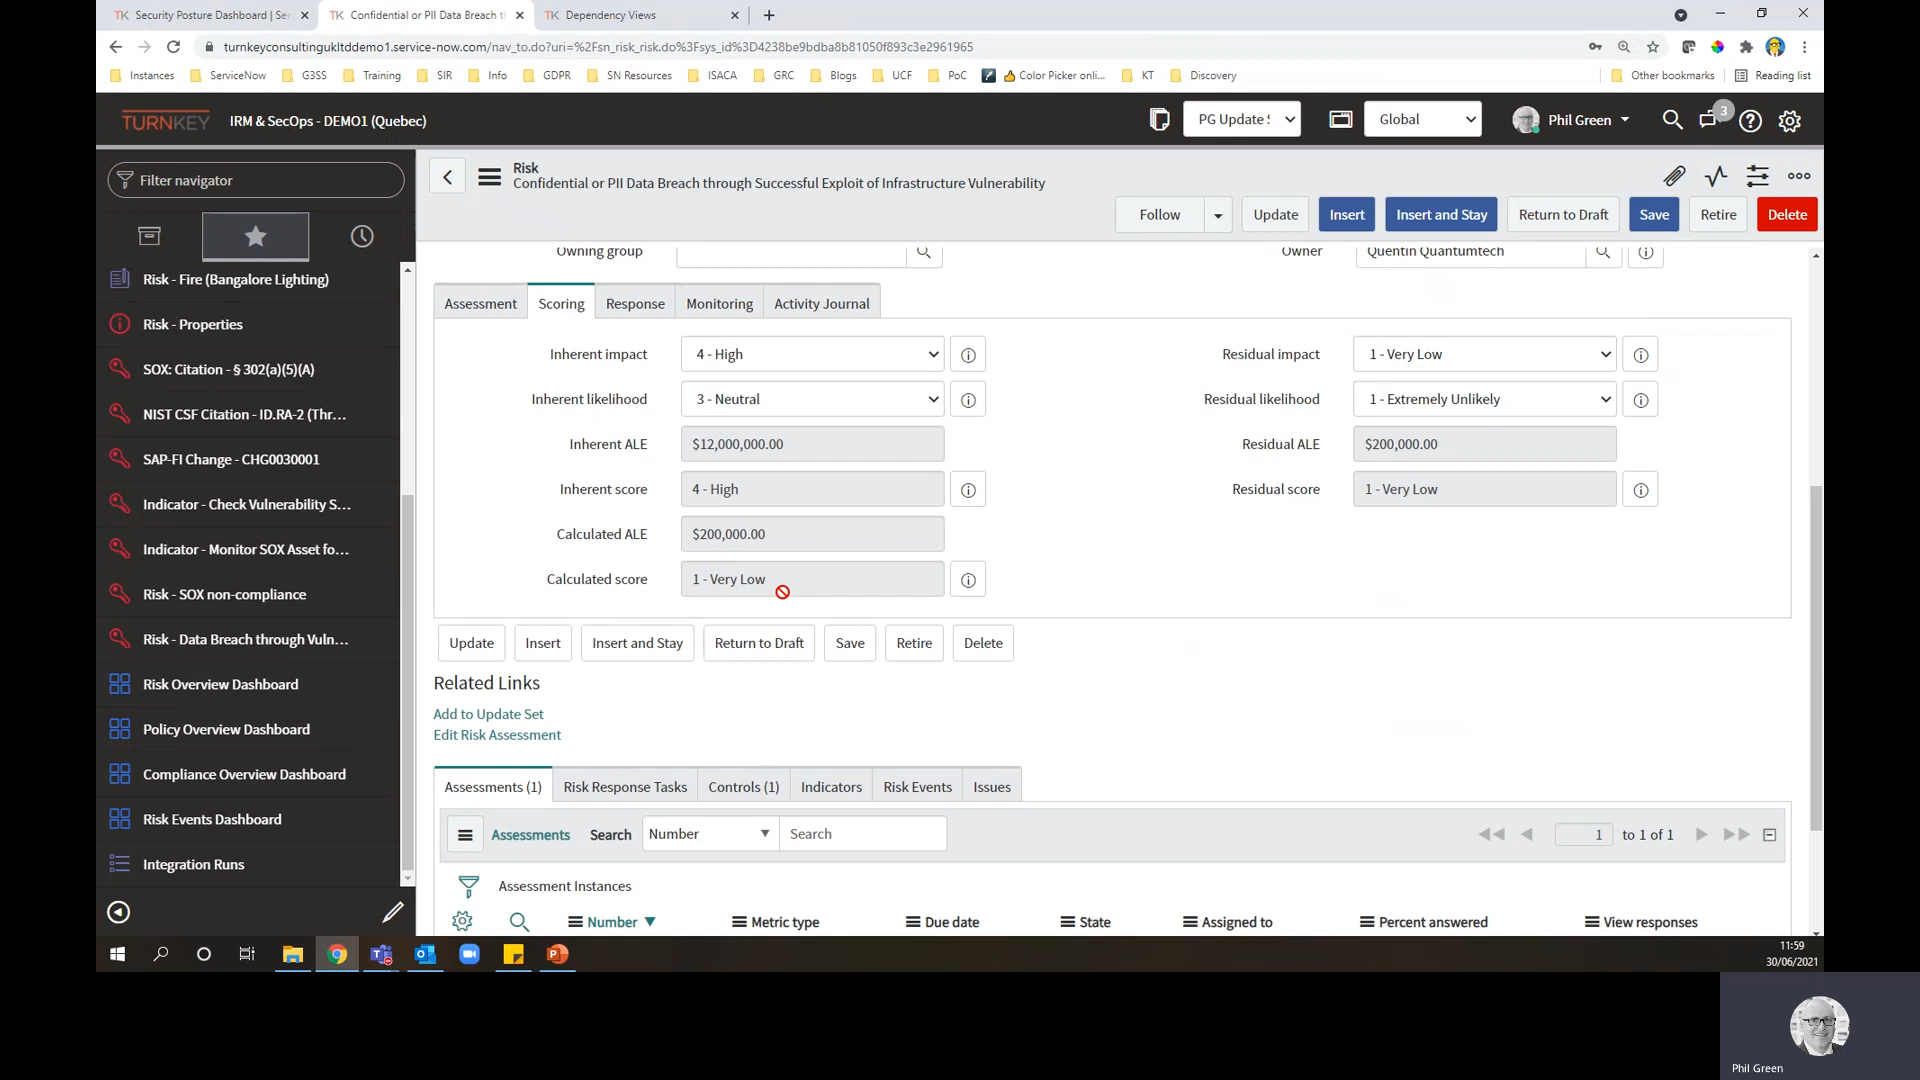 TK Security Posture Dashboard | Ser
TK Confidential or PII Data Breach t
TK Dependency Views
turnkeyconsultingukltddemo1.service-now.com/nav_to.do?uri=%2Fsn_risk_risk.do%3Fsys_id%3D4238be9bdba8b81050f893c3e2961965
Instances
ServiceNow
G3SS
Training
SIR
Info
GDPR
SN Resources
ISACA
GRC
Blogs
UCF
PoC
Color Picker onli...
KT
Discovery
Other bookmarks
Reading list
TURNKEY
IRM & SecOps - DEMO1 (Quebec)
PG Update S
Global
Phil Green
3
Filter navigator
Risk - Fire (Bangalore Lighting)
Risk - Properties
SOX: Citation - § 302(a)(5)(A)
NIST CSF Citation - ID.RA-2 (Thr...
SAP-FI Change - CHG0030001
Indicator - Check Vulnerability S...
Indicator - Monitor SOX Asset fo...
Risk - SOX non-compliance
Risk - Data Breach through Vuln...
Risk Overview Dashboard
Policy Overview Dashboard
Compliance Overview Dashboard
Risk Events Dashboard
Integration Runs
Risk
Confidential or PII Data Breach through Successful Exploit of Infrastructure Vulnerability
Follow
Update
Insert
Insert and Stay
Return to Draft
Save
Retire
Delete
Owning group
Owner Quentin Quantumtech
Assessment
Scoring
Response
Monitoring
Activity Journal
Inherent impact 4 - High
Residual impact 1 - Very Low
Inherent likelihood 3 - Neutral
Residual likelihood 1 - Extremely Unlikely
Inherent ALE $12,000,000.00
Residual ALE $200,000.00
Inherent score 4 - High
Residual score 1 - Very Low
Calculated ALE $200,000.00
Calculated score 1 - Very Low
Update
Insert
Insert and Stay
Return to Draft
Save
Retire
Delete
Related Links
Add to Update Set
Edit Risk Assessment
Assessments (1)
Risk Response Tasks
Controls (1)
Indicators
Risk Events
Issues
Assessments Search Number Search
1 to 1 of 1
Assessment Instances
Number
Metric type
Due date
State
Assigned to
Percent answered
View responses
11:59
30/06/2021
Phil Green